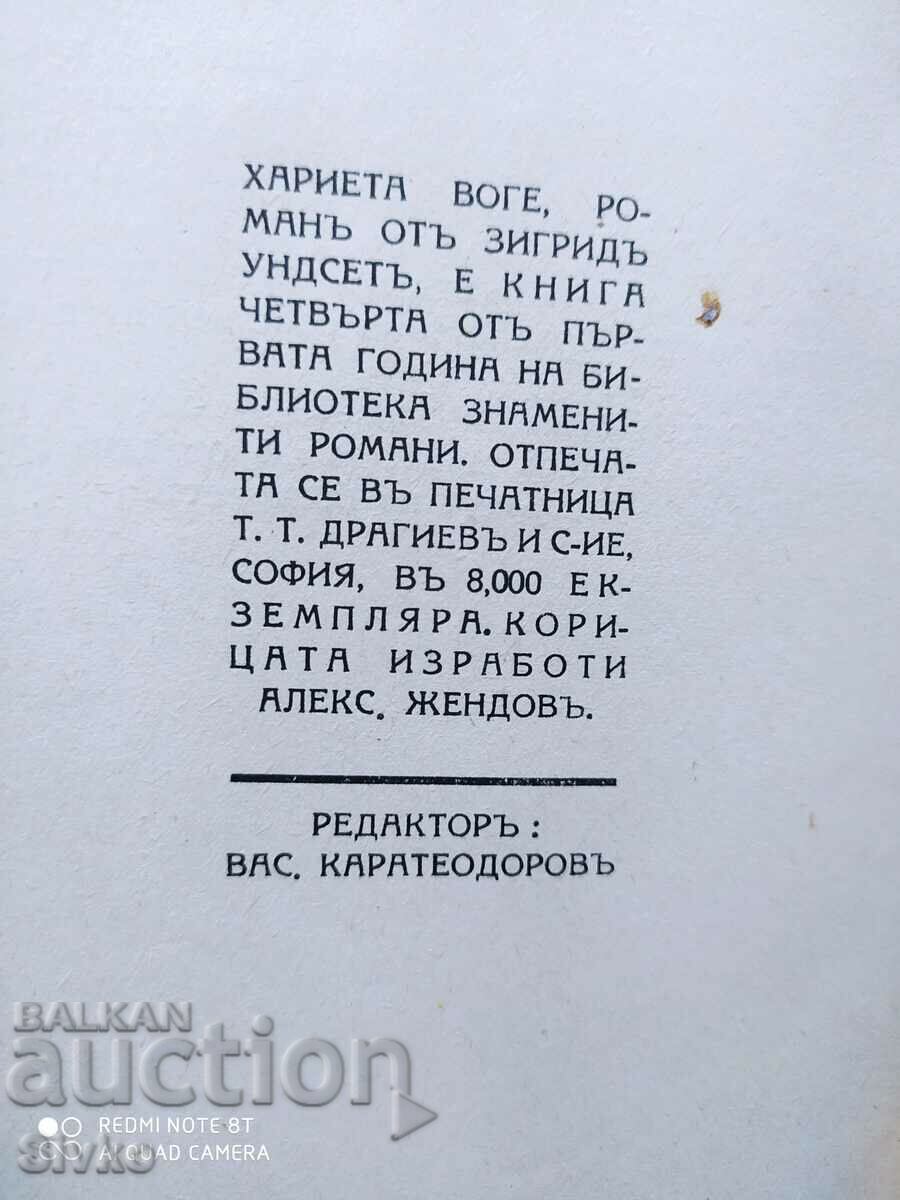 ХАРИЕТА ВОГЕ, РО-
МАНЪ ОТЪ ЗИГРИДЪ
УНДСЕТЪ, Е КНИГА
ЧЕТВЪРТА ОТЪ ПЪР-
ВАТА ГОДИНА НА БИ-
БЛИОТЕКА ЗНАМЕНИ-
ТИ РОМАНИ. ОТПЕЧА-
ТА СЕ ВЪ ПЕЧАТНИЦА
Т. Т. ДРАГИЕВЪ И С-ИЕ,
СОФИЯ, ВЪ 8,000 ЕК-
ЗЕМПЛЯРА. КОРИ-
ЦАТА ИЗРАБОТИ
АЛЕКС. ЖЕНДОВЪ.
РЕДАКТОРЪ :
ВАС. КАРАТЕОДОРОВЪ
BALKAN
auction
REDMI NOTE 8T
AI QUAD CAMERA
Sivko